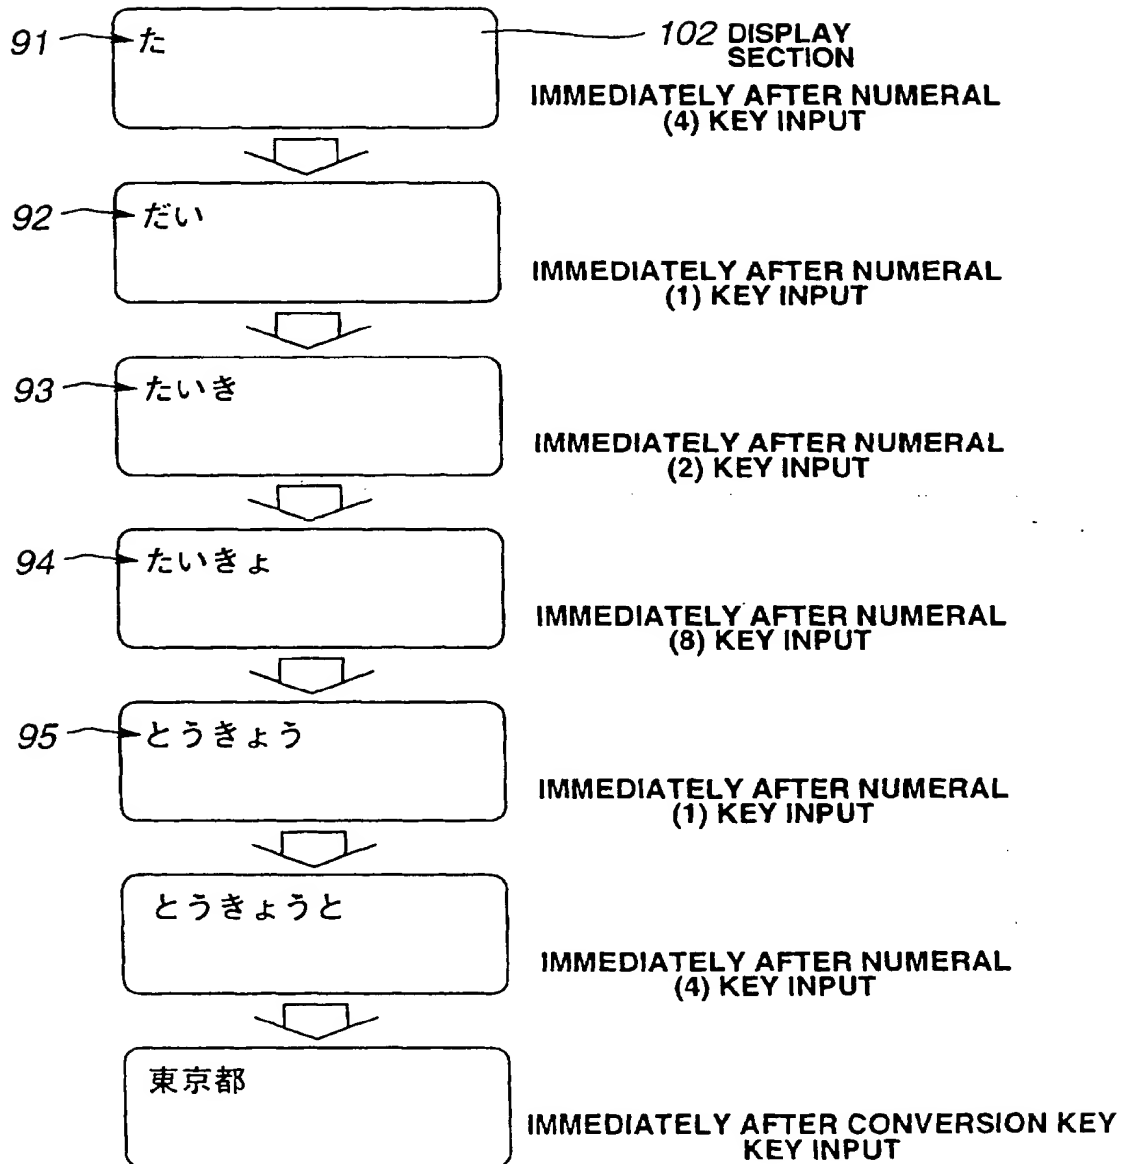 91 た 102 DISPLAY
SECTION
IMMEDIATELY AFTER NUMERAL
(4) KEY INPUT
92 だい
IMMEDIATELY AFTER NUMERAL
(1) KEY INPUT
93 たいき
IMMEDIATELY AFTER NUMERAL
(2) KEY INPUT
94 たいきょ
IMMEDIATELY AFTER NUMERAL
(8) KEY INPUT
95 とうきょう
IMMEDIATELY AFTER NUMERAL
(1) KEY INPUT
とうきょうと
IMMEDIATELY AFTER NUMERAL
(4) KEY INPUT
東京都
IMMEDIATELY AFTER CONVERSION KEY
KEY INPUT